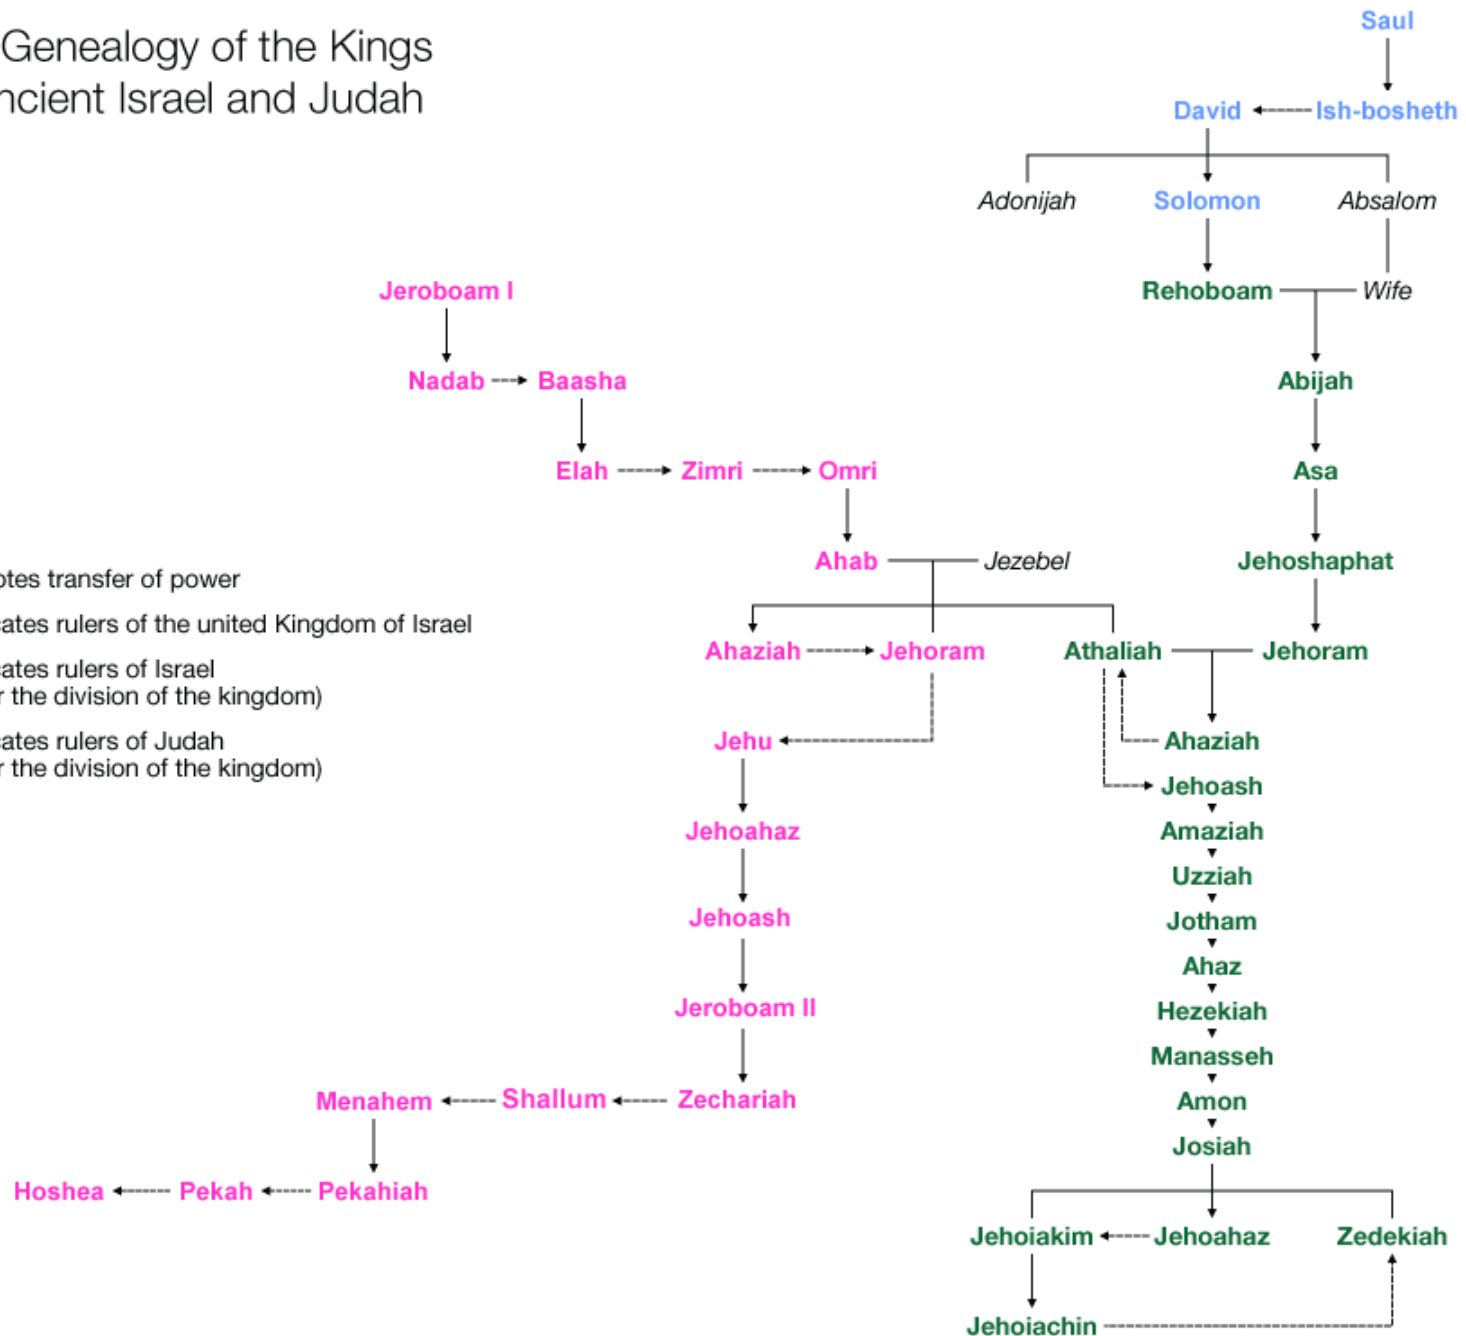 Genealogy of the Kings
ncient Israel and Judah
Saul
David Ish-bosheth
Adonijah Solomon Absalom
Jeroboam I Rehoboam Wife
Nadab Baasha Abijah
Elah Zimri Omri Asa
Ahab Jezebel Jehoshaphat
otes transfer of power
cates rulers of the united Kingdom of Israel
cates rulers of Israel
r the division of the kingdom)
cates rulers of Judah
r the division of the kingdom)
Ahaziah Jehoram Athaliah Jehoram
Jehu Ahaziah
Jehoash
Jehoahaz Amaziah
Uzziah
Jehoash Jotham
Ahaz
Jeroboam II Hezekiah
Manasseh
Menahem Shallum Zechariah Amon
Josiah
Hoshea Pekah Pekahiah
Jehoiakim Jehoahaz Zedekiah
Jehoiachin